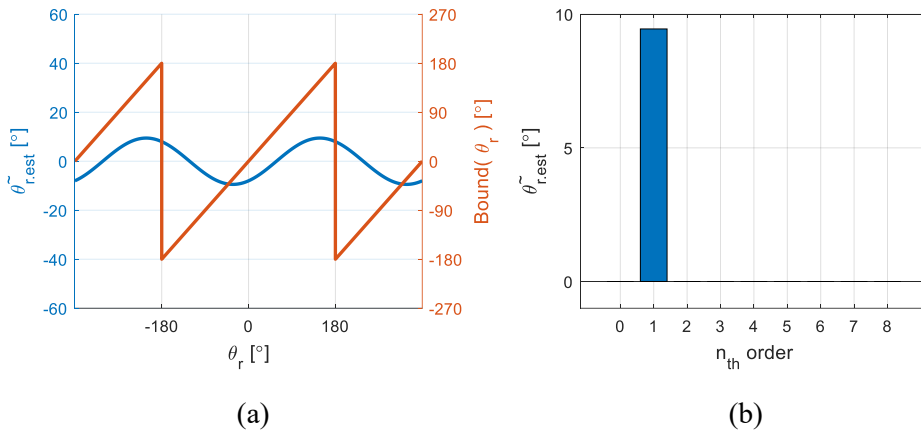 60
40
20
0
-20
-40
-60
θ̃r.est [°]
270
180
90
0
-90
-180
-270
Bound( θr ) [°]
-180 0 180
θr [°]
(a)
10
5
0
θ̃r.est [°]
0 1 2 3 4 5 6 7 8
nth order
(b)